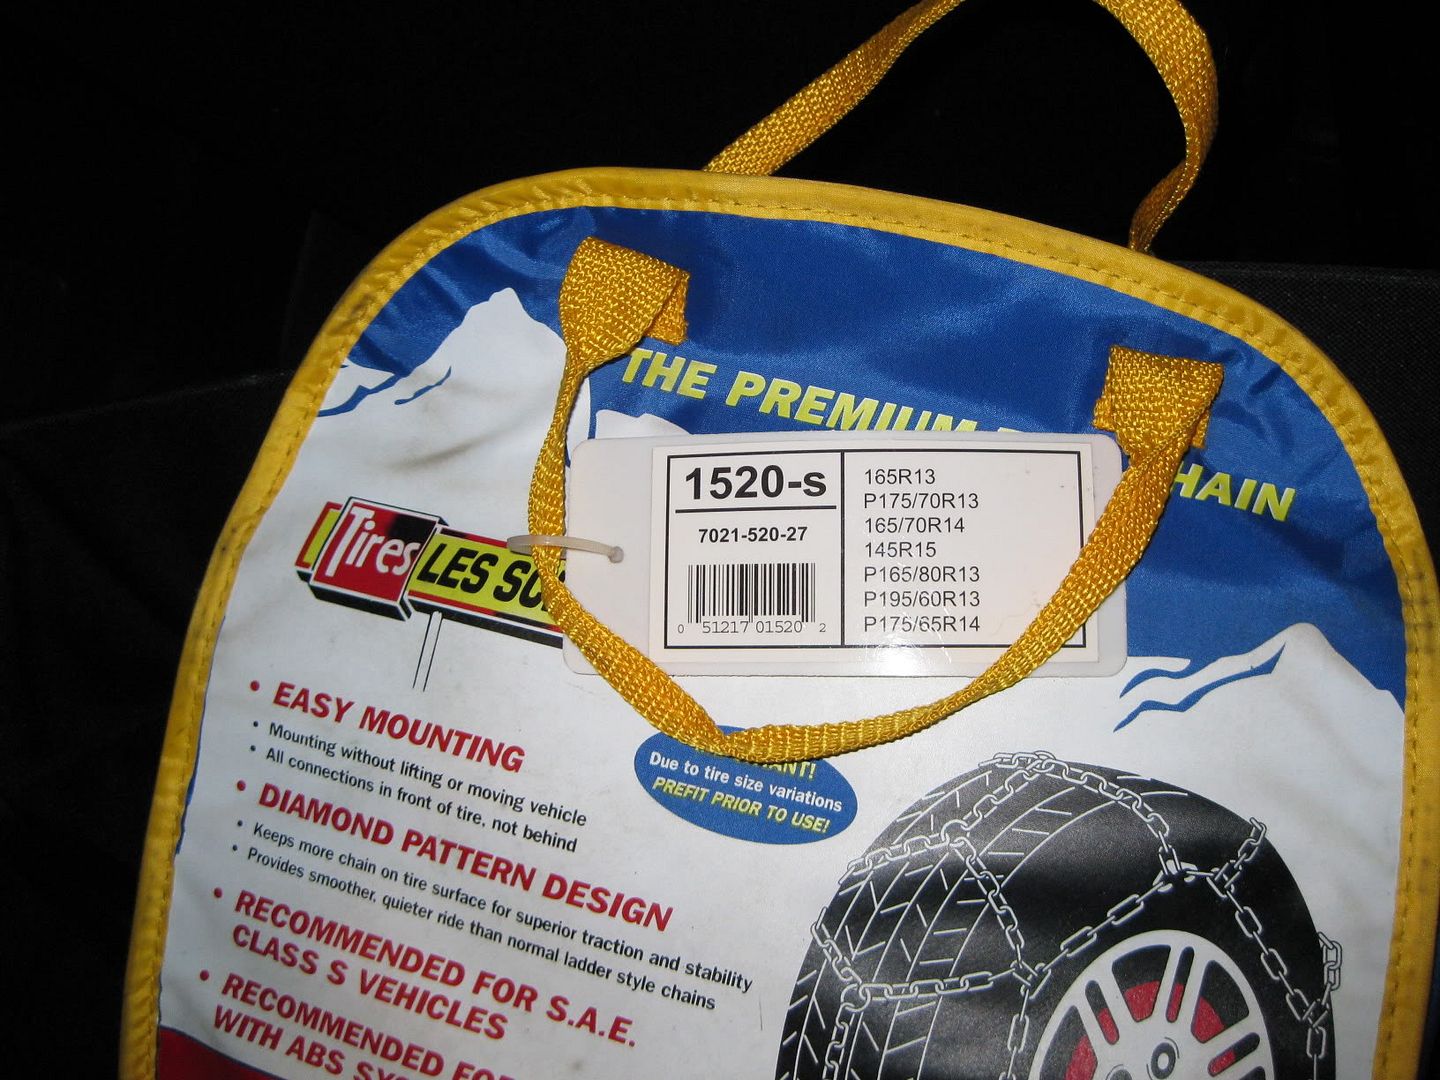 THE PREMIUM
HAIN
1520-s
7021-520-27
0 51217 01520 2
165R13
P175/70R13
165/70R14
145R15
P165/80R13
P195/60R13
P175/65R14
Tires
LES
• EASY MOUNTING
• Mounting without lifting or moving vehicle
• All connections in front of tire, not behind
• DIAMOND PATTERN DESIGN
• Keeps more chain on tire surface for superior traction and stability
• Provides smoother, quieter ride than normal ladder style chains
• RECOMMENDED FOR S.A.E.
CLASS S VEHICLES
• RECOMMENDED FOR
WITH ABS
ANT!
Due to tire size variations
PREFIT PRIOR TO USE!